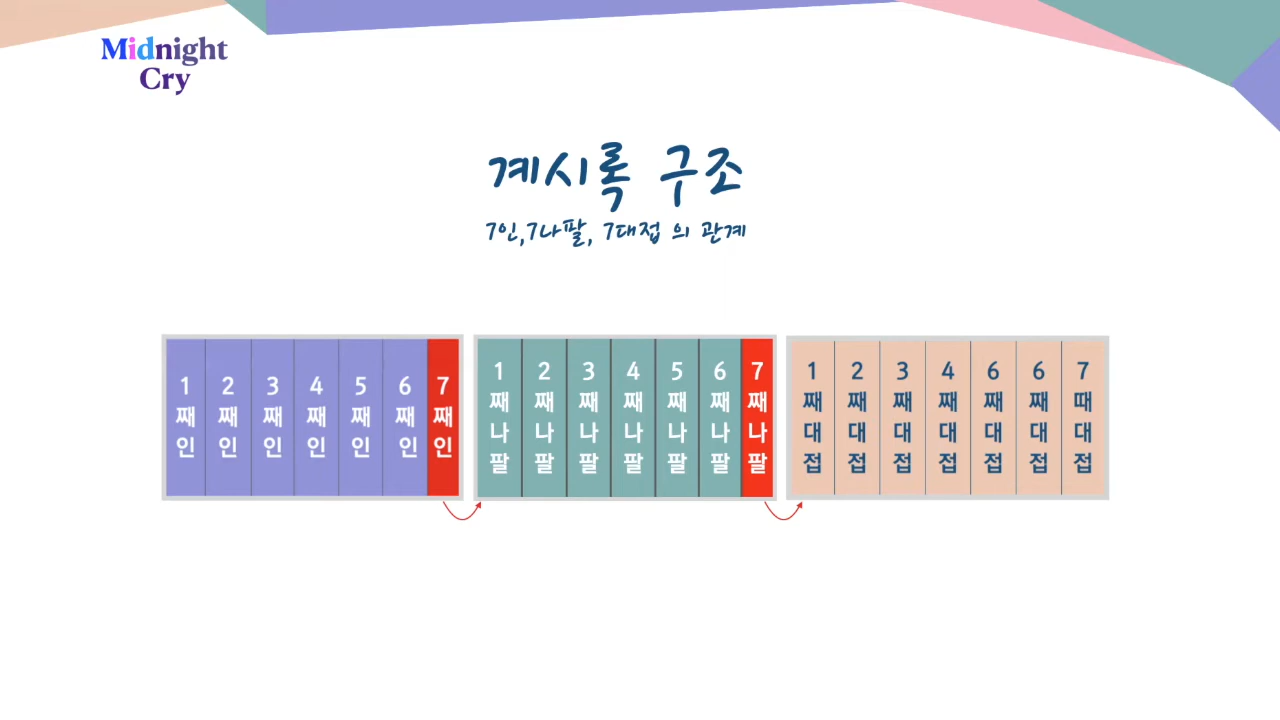 Midnight
Cry
계시록 구조
7인,7나팔, 7대접 의 관계
1째인 2째인 3째인 4째인 5째인 6째인 7째인
1째나팔 2째나팔 3째나팔 4째나팔 5째나팔 6째나팔 7째나팔
1째대접 2째대접 3째대접 4째대접 6째대접 6째대접 7때대접